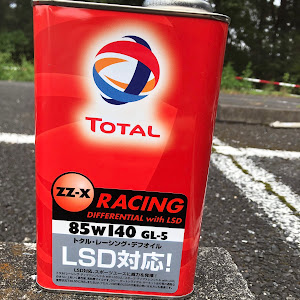 TOTAL
ZZ-X RACING
DIFFERENTIAL with LSD
85w140 GL-5
トタル・レーシング・デフオイル
LSD対応!